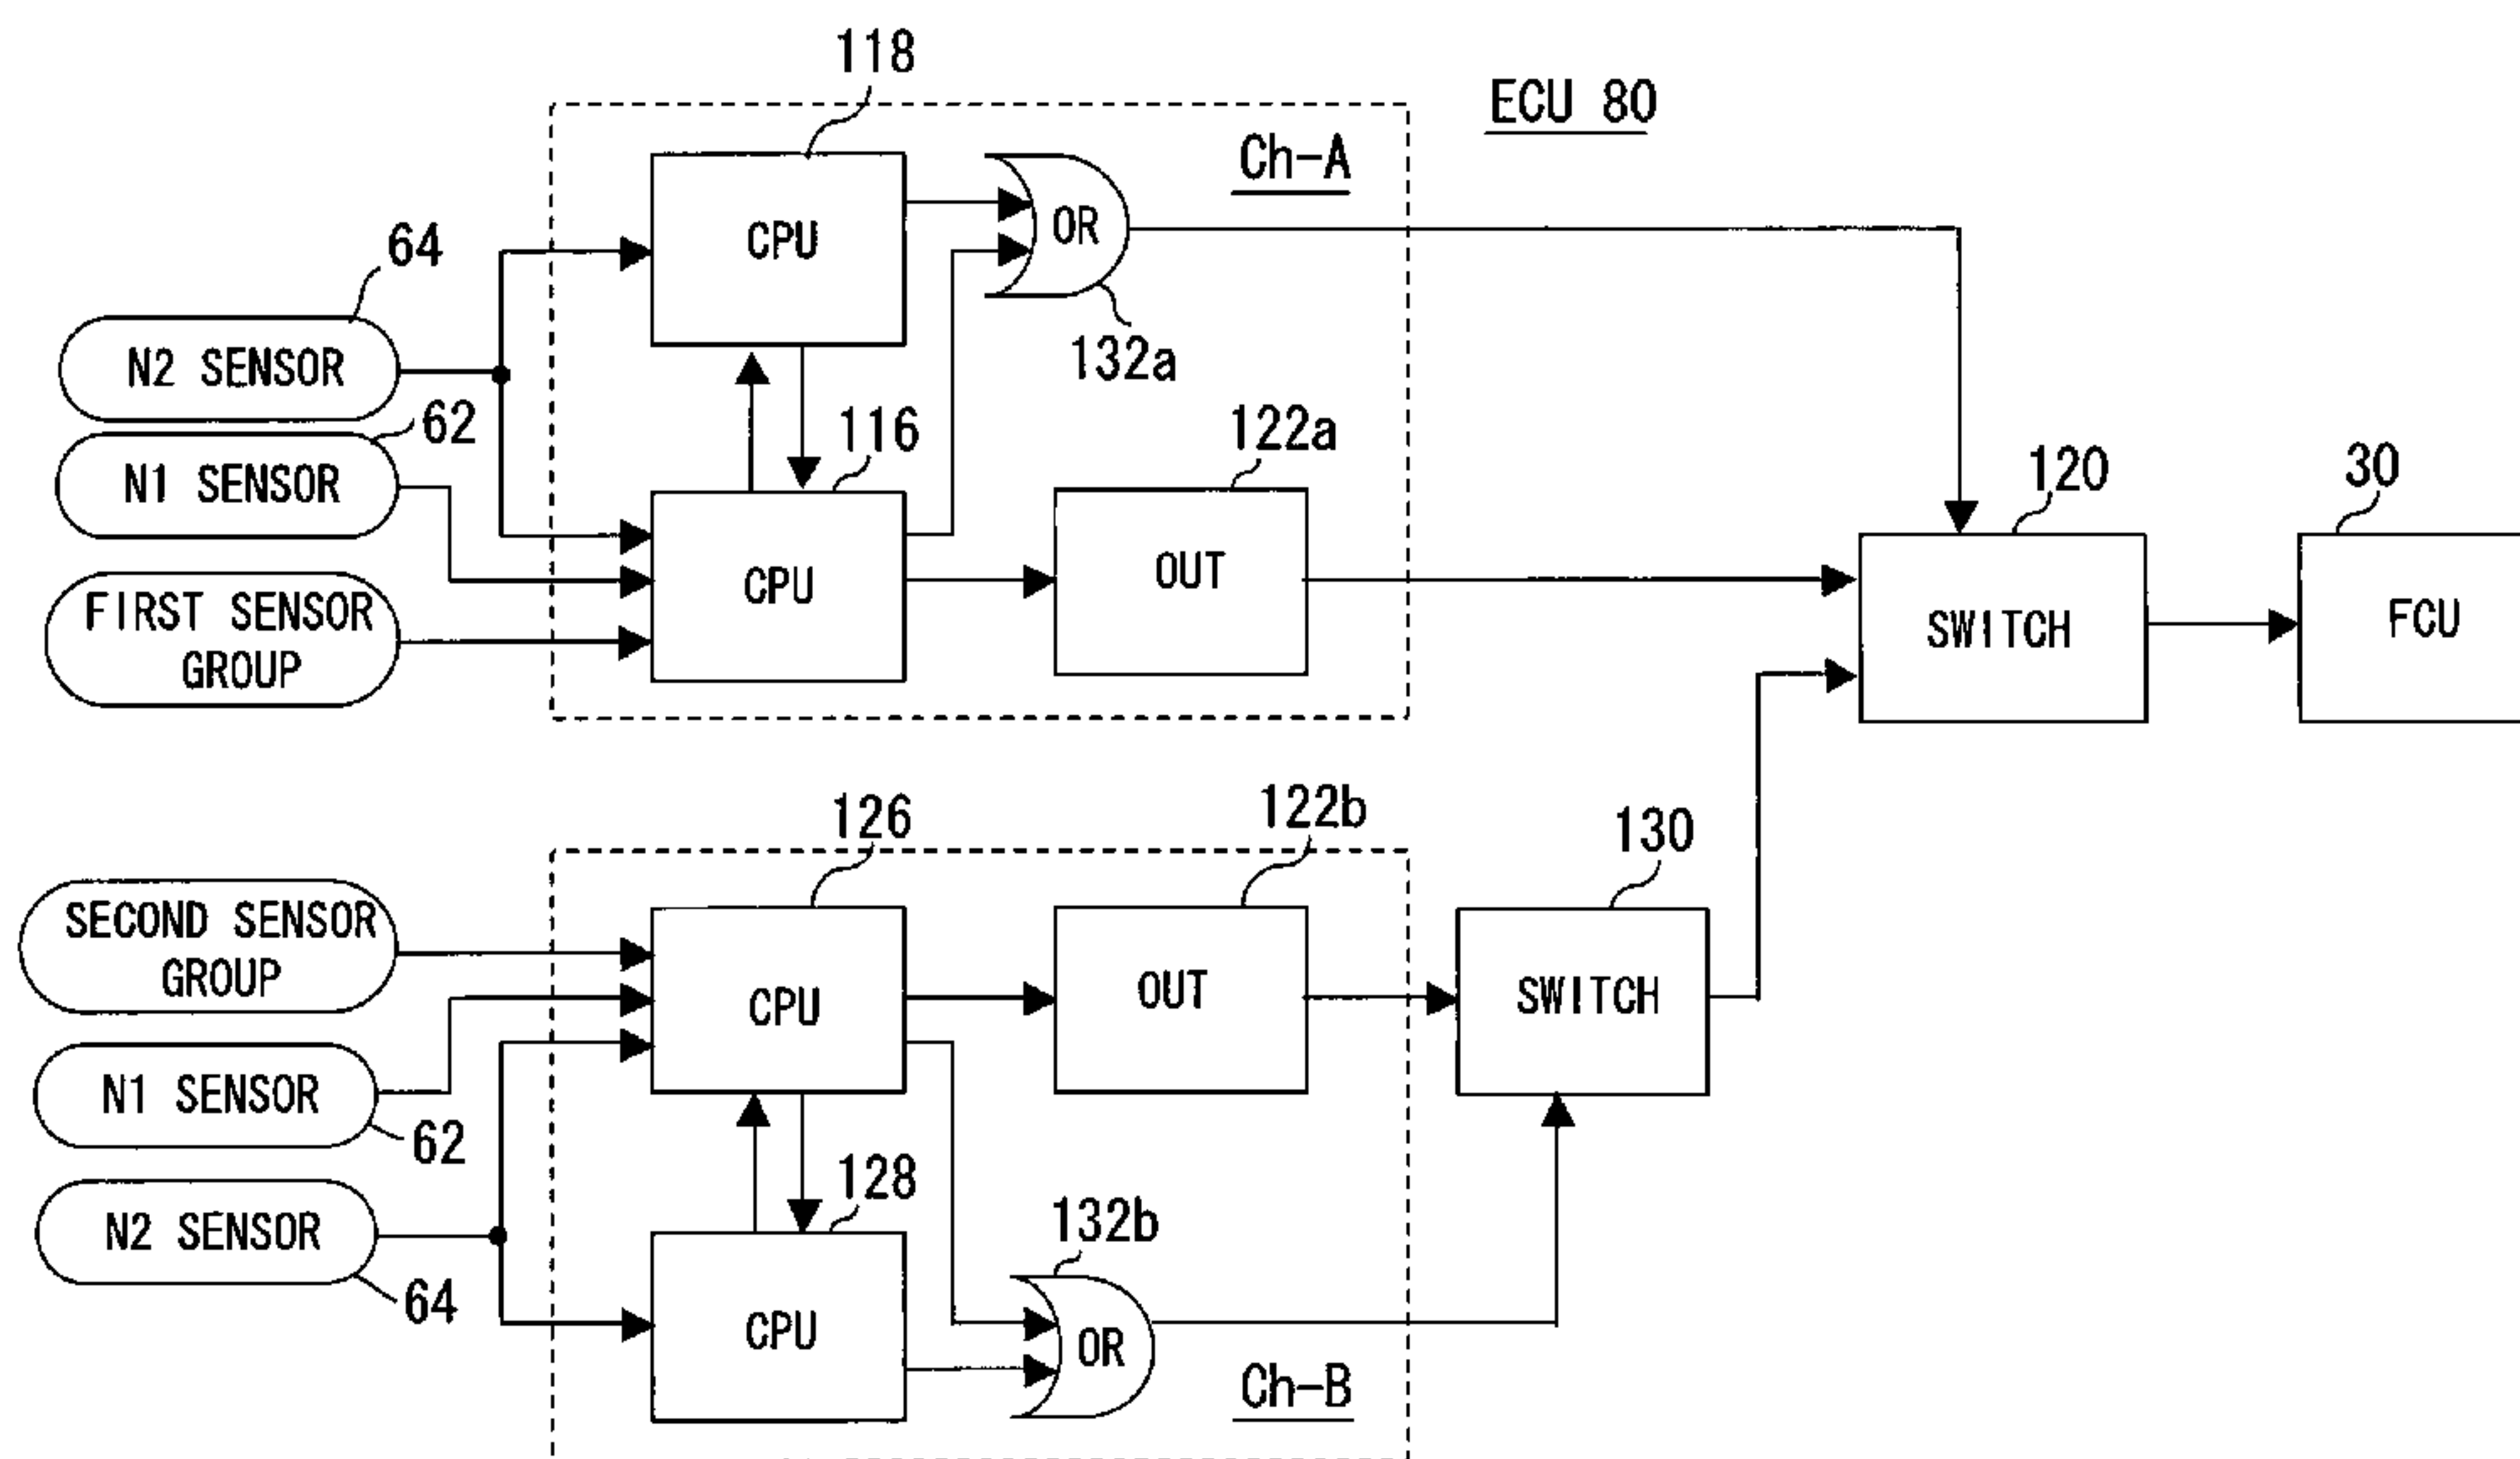 118
ECU 80
Ch-A
CPU
OR
64
N2 SENSOR
132a
62
116
122a
N1 SENSOR
120
30
CPU
OUT
FIRST SENSOR
GROUP
SWITCH
FCU
126
122b
130
SECOND SENSOR
GROUP
CPU
OUT
SWITCH
N1 SENSOR
62
128
132b
N2 SENSOR
64
CPU
OR
Ch-B